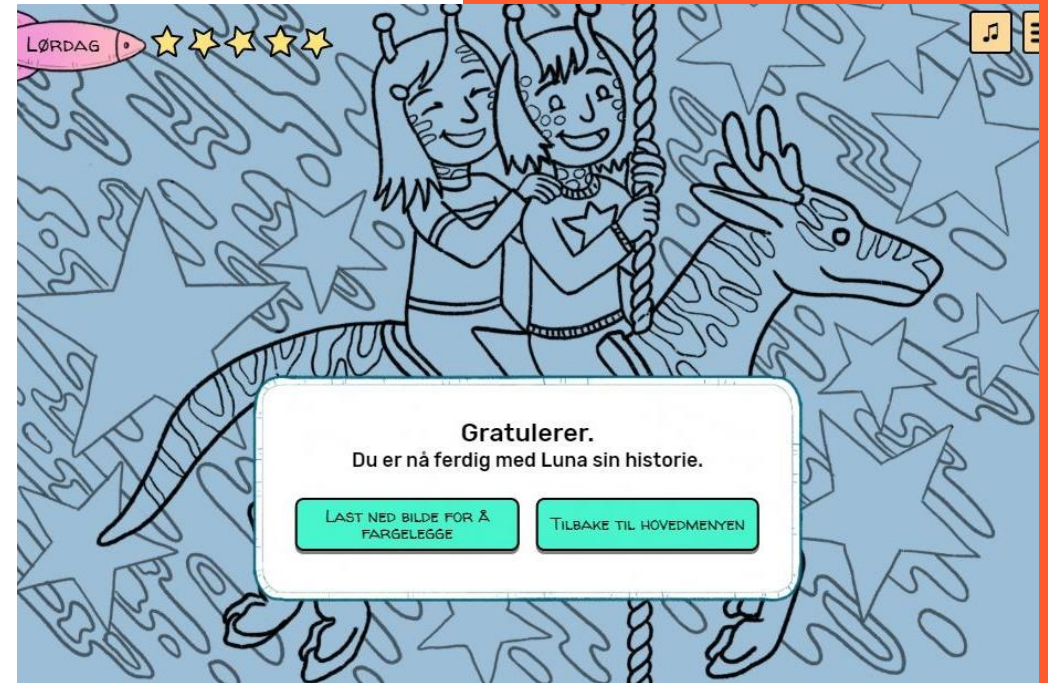 LØRDAG
Gratulerer.
Du er nå ferdig med Luna sin historie.
LAST NED BILDE FOR Å
FARGELEGGE
TILBAKE TIL HOVEDMENYEN